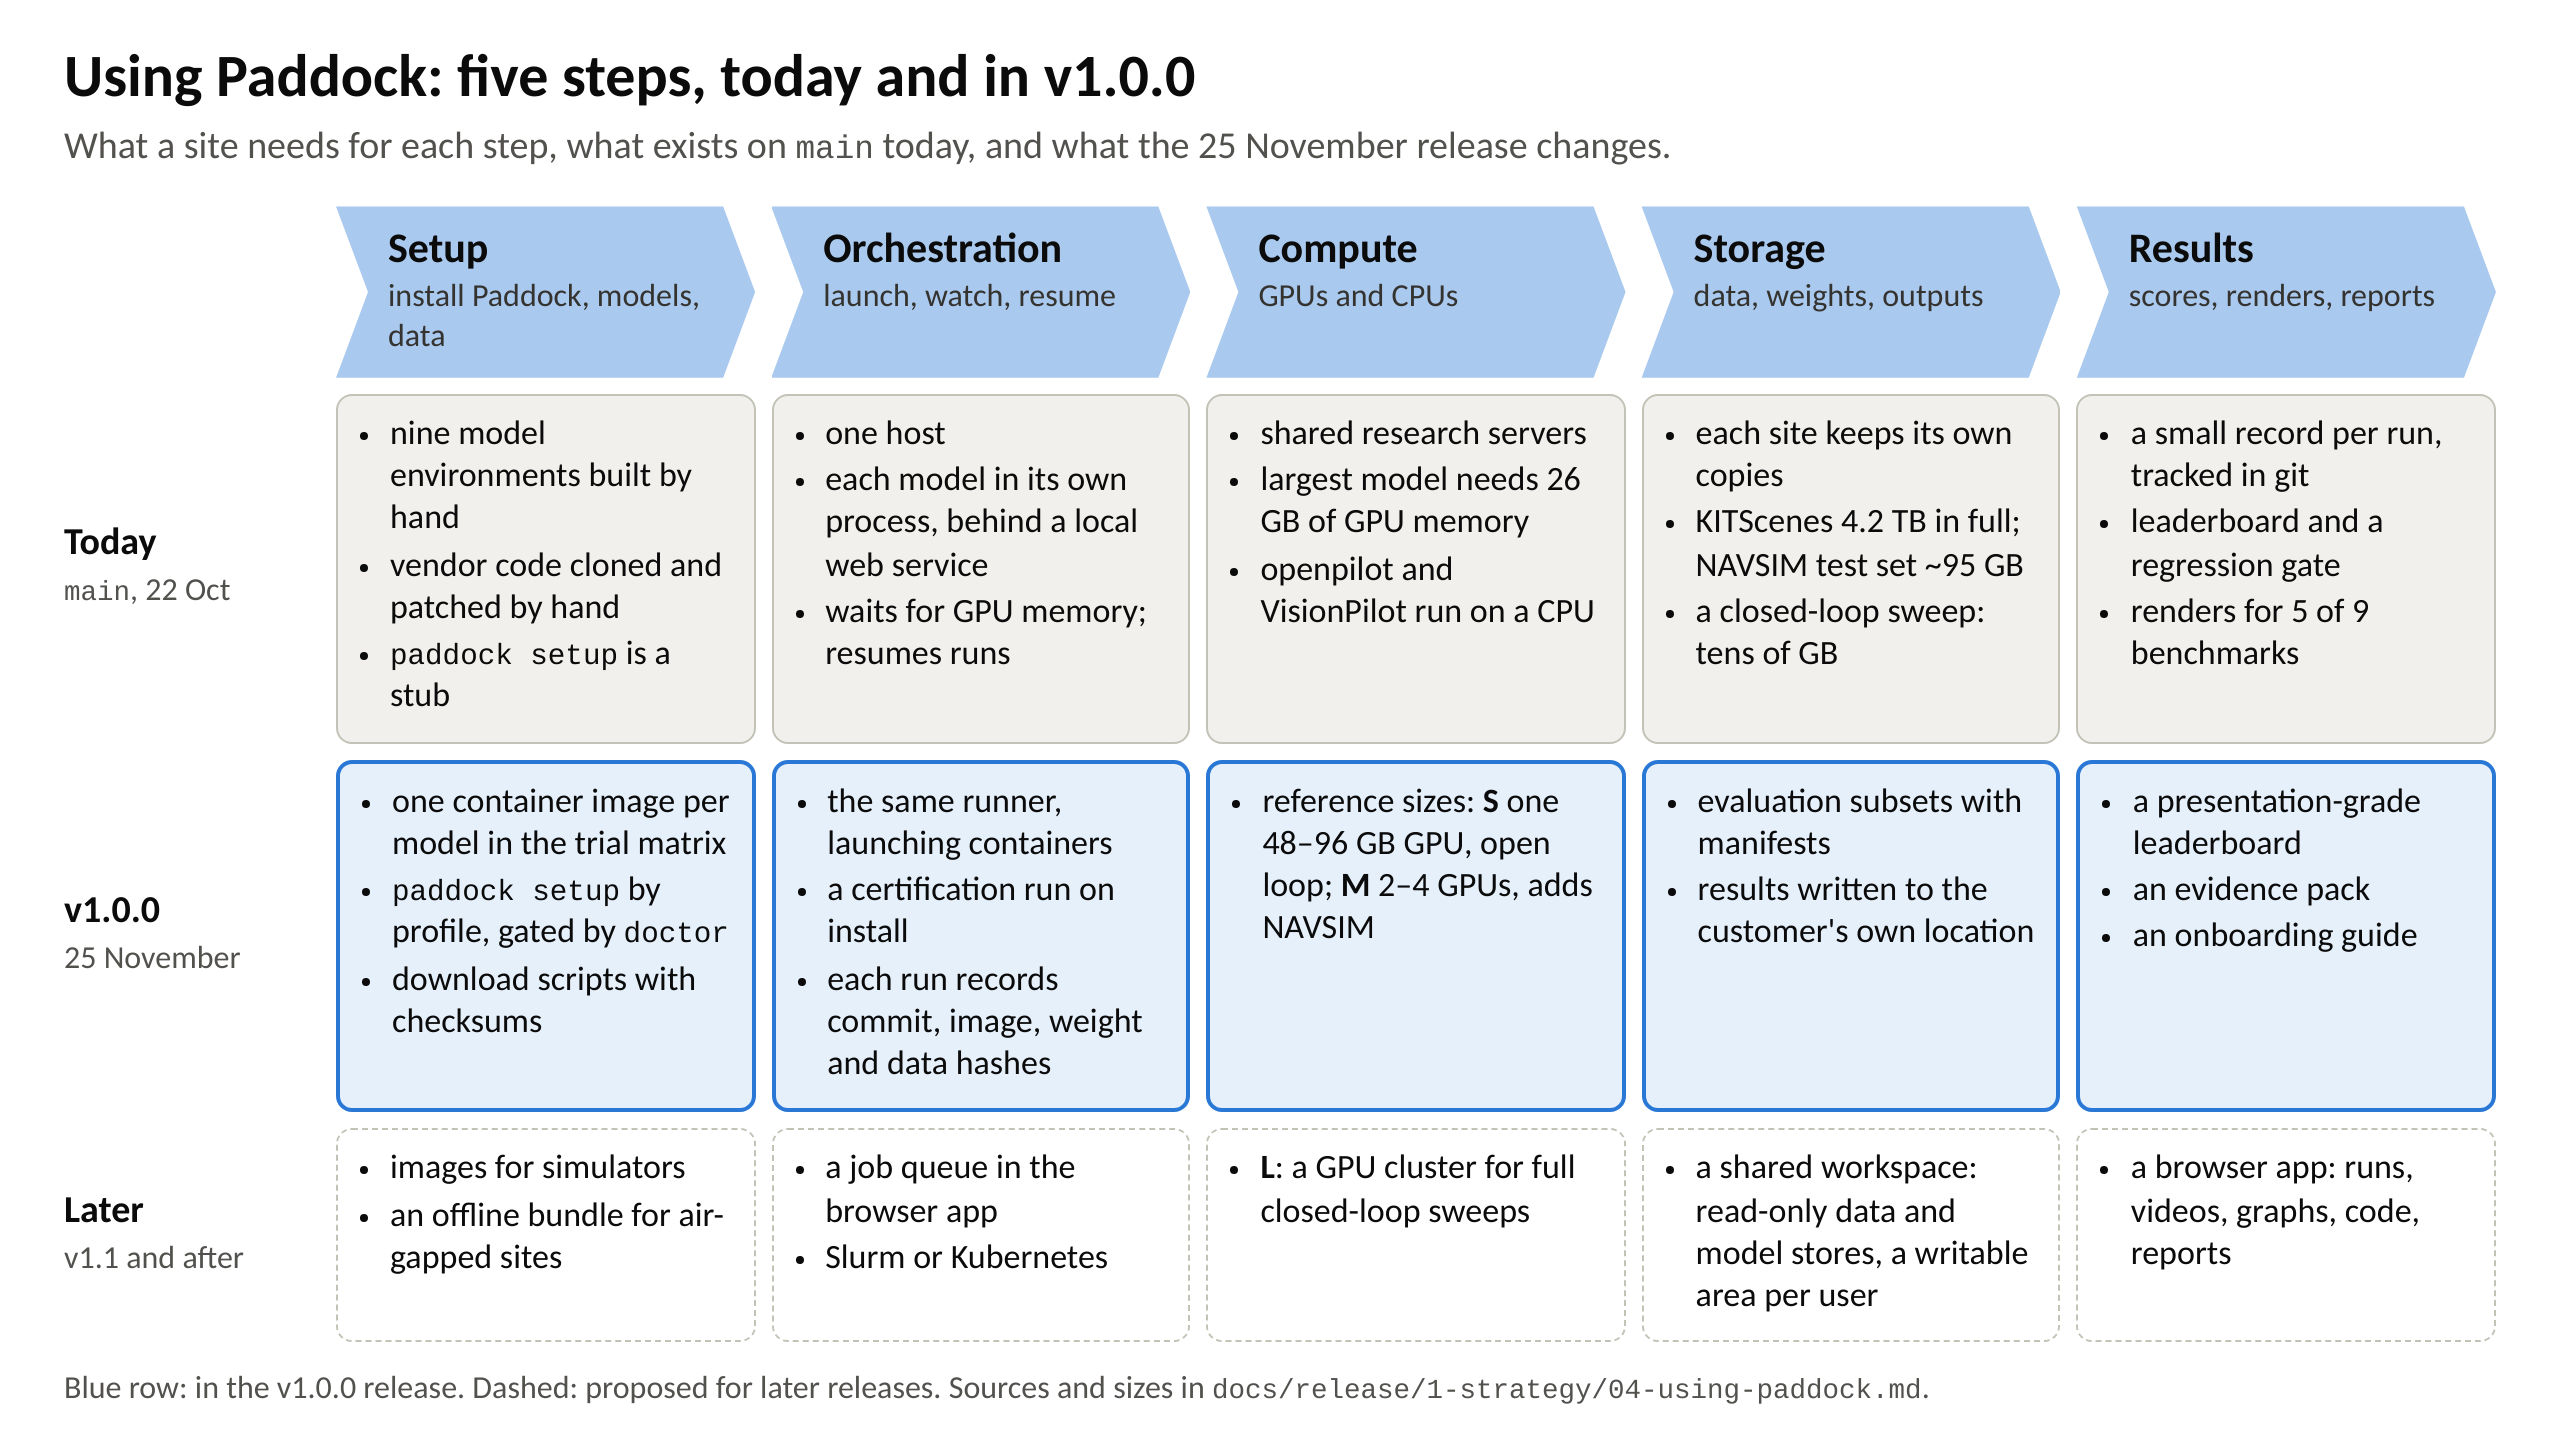 Using Paddock: five steps, today and in v1.0.0
What a site needs for each step, what exists on main today, and what the 25 November release changes.
Setup
install Paddock, models,
data
Orchestration
launch, watch, resume
Compute
GPUs and CPUs
Storage
data, weights, outputs
Results
scores, renders, reports
Today
main, 22 Oct
• nine model
environments built by
hand
• vendor code cloned and
patched by hand
• paddock setup is a
stub
• one host
• each model in its own
process, behind a local
web service
• waits for GPU memory;
resumes runs
• shared research servers
• largest model needs 26
GB of GPU memory
• openpilot and
VisionPilot run on a CPU
• each site keeps its own
copies
• KITScenes 4.2 TB in full;
NAVSIM test set ~95 GB
• a closed-loop sweep:
tens of GB
• a small record per run,
tracked in git
• leaderboard and a
regression gate
• renders for 5 of 9
benchmarks
v1.0.0
25 November
• one container image per
model in the trial matrix
• paddock setup by
profile, gated by doctor
• download scripts with
checksums
• the same runner,
launching containers
• a certification run on
install
• each run records
commit, image, weight
and data hashes
• reference sizes: S one
48–96 GB GPU, open
loop; M 2–4 GPUs, adds
NAVSIM
• evaluation subsets with
manifests
• results written to the
customer's own location
• a presentation-grade
leaderboard
• an evidence pack
• an onboarding guide
Later
v1.1 and after
• images for simulators
• an offline bundle for air-
gapped sites
• a job queue in the
browser app
• Slurm or Kubernetes
• L: a GPU cluster for full
closed-loop sweeps
• a shared workspace:
read-only data and
model stores, a writable
area per user
• a browser app: runs,
videos, graphs, code,
reports
Blue row: in the v1.0.0 release. Dashed: proposed for later releases. Sources and sizes in docs/release/1-strategy/04-using-paddock.md.